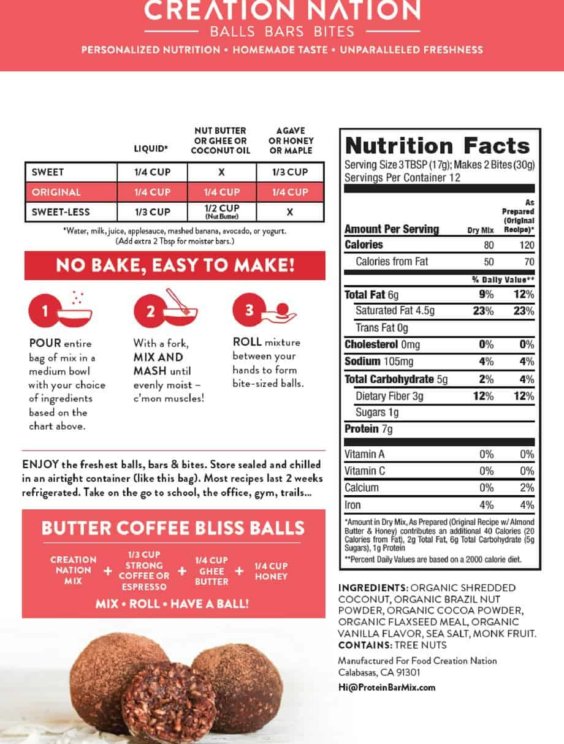 CREATION NATION
BALLS BARS BITES
PERSONALIZED NUTRITION • HOMEMADE TASTE • UNPARALLELED FRESHNESS
LIQUID* NUT BUTTER OR GHEE OR COCONUT OIL AGAVE OR HONEY OR MAPLE
SWEET 1/4 CUP X 1/3 CUP
ORIGINAL 1/4 CUP 1/4 CUP 1/4 CUP
SWEET-LESS 1/3 CUP 1/2 CUP (Nut Butter) X
*Water, milk, juice, applesauce, mashed banana, avocado, or yogurt.
(Add extra 2 Tbsp for moister bars.)
NO BAKE, EASY TO MAKE!
1
POUR entire
bag of mix in a
medium bowl
with your choice
of ingredients
based on the
chart above.
2
With a fork,
MIX AND
MASH until
evenly moist –
c'mon muscles!
3
ROLL mixture
between your
hands to form
bite-sized balls.
ENJOY the freshest balls, bars & bites. Store sealed and chilled
in an airtight container (like this bag). Most recipes last 2 weeks
refrigerated. Take on the go to school, the office, gym, trails...
BUTTER COFFEE BLISS BALLS
CREATION NATION MIX + 1/3 CUP STRONG COFFEE OR ESPRESSO + 1/4 CUP GHEE BUTTER + 1/4 CUP HONEY
MIX • ROLL • HAVE A BALL!
Nutrition Facts
Serving Size 3 TBSP (17g); Makes 2 Bites (30g)
Servings Per Container 12
Amount Per Serving Dry Mix As Prepared (Original Recipe)*
Calories 80 120
Calories from Fat 50 70
% Daily Value**
Total Fat 6g 9% 12%
Saturated Fat 4.5g 23% 23%
Trans Fat 0g
Cholesterol 0mg 0% 0%
Sodium 105mg 4% 4%
Total Carbohydrate 5g 2% 4%
Dietary Fiber 3g 12% 12%
Sugars 1g
Protein 7g
Vitamin A 0% 0%
Vitamin C 0% 0%
Calcium 0% 2%
Iron 4% 4%
*Amount in Dry Mix, As Prepared (Original Recipe w/ Almond
Butter & Honey) contributes an additional 40 Calories (20
Calories from Fat), 2g Total Fat, 6g Total Carbohydrate (5g
Sugars), 1g Protein
**Percent Daily Values are based on a 2000 calorie diet.
INGREDIENTS: ORGANIC SHREDDED
COCONUT, ORGANIC BRAZIL NUT
POWDER, ORGANIC COCOA POWDER,
ORGANIC FLAXSEED MEAL, ORGANIC
VANILLA FLAVOR, SEA SALT, MONK FRUIT.
CONTAINS: TREE NUTS
Manufactured For Food Creation Nation
Calabasas, CA 91301
Hi@ProteinBarMix.com